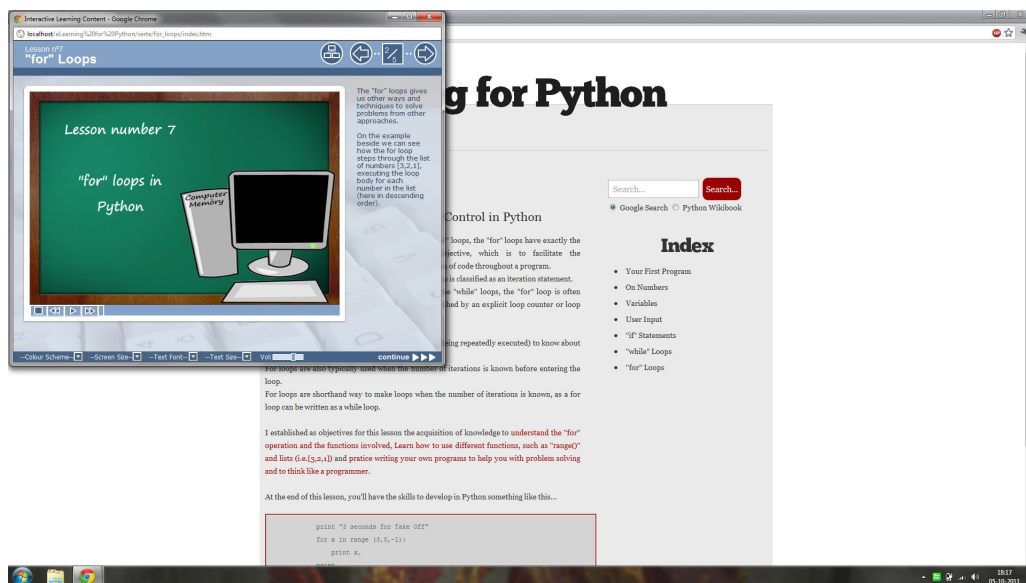 Interactive Learning Content - Google Chrome
localhost/eLearning%20for%20Python/xerte/for_loops/index.htm
Lesson nº7
"for" Loops
2/5
Lesson number 7
"for" loops in
Python
Computer
Memory
The "for" loops gives
us other ways and
techniques to solve
problems from other
approaches.
On the example
beside we can see
how the for loop
steps through the list
of numbers [3,2,1],
executing the loop
body for each
number in the list
(here in descending
order).
--Colour Scheme--
--Screen Size--
--Text Font--
--Text Size--
Vol:
continue
g for Python
Control in Python
" loops, the "for" loops have exactly the
jective, which is to facilitate the
of code throughout a program.
is classified as an iteration statement.
e "while" loops, the "for" loop is often
hed by an explicit loop counter or loop
eing repeatedly executed) to know about
For loops are also typically used when the number of iterations is known before entering the
loop.
For loops are shorthand way to make loops when the number of iterations is known, as a for
loop can be written as a while loop.
I established as objectives for this lesson the acquisition of knowledge to understand the "for"
operation and the functions involved, Learn how to use different functions, such as "range()"
and lists (i.e.[3,2,1]) and pratice writing your own programs to help you with problem solving
and to think like a programmer.
At the end of this lesson, you'll have the skills to develop in Python something like this...
print "3 seconds for Take Off"
for x in range (3,0,-1):
print x,
print
Search...
Search...
Google Search
Python Wikibook
Index
Your First Program
On Numbers
Variables
User Input
"if" Statements
"while" Loops
"for" Loops
18:17